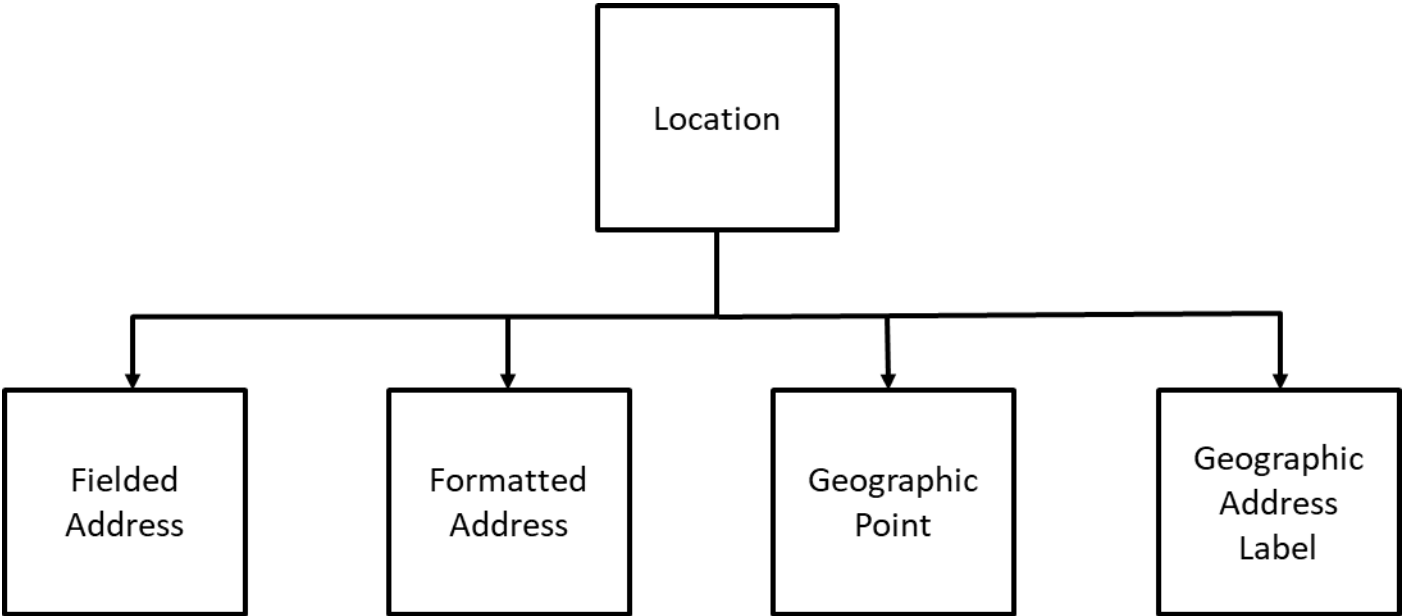 Location
Fielded
Address
Formatted
Address
Geographic
Point
Geographic
Address
Label